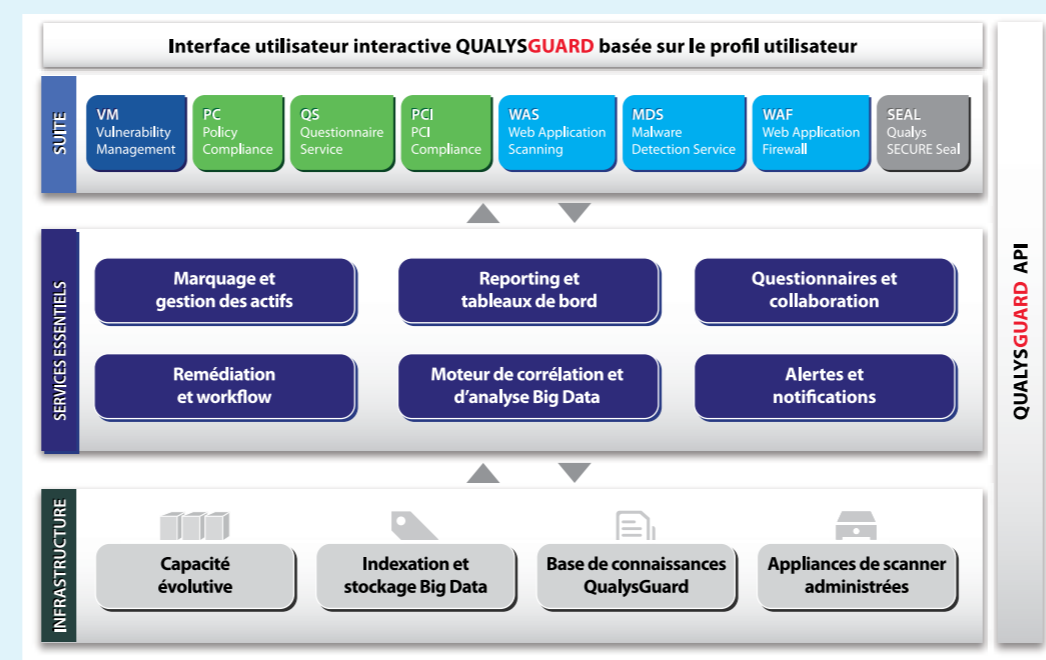 Interface utilisateur interactive QUALYSGUARD basée sur le profil utilisateur
SUITE
VM
Vulnerability
Management
PC
Policy
Compliance
QS
Questionnaire
Service
PCI
PCI
Compliance
WAS
Web Application
Scanning
MDS
Malware
Detection Service
WAF
Web Application
Firewall
SEAL
Qualys
SECURE Seal
SERVICES ESSENTIELS
Marquage et
gestion des actifs
Reporting et
tableaux de bord
Questionnaires et
collaboration
Remédiation
et workflow
Moteur de corrélation et
d'analyse Big Data
Alertes et
notifications
INFRASTRUCTURE
Capacité
évolutive
Indexation et
stockage Big Data
Base de connaissances
QualysGuard
Appliances de scanner
administrées
QUALYSGUARD API